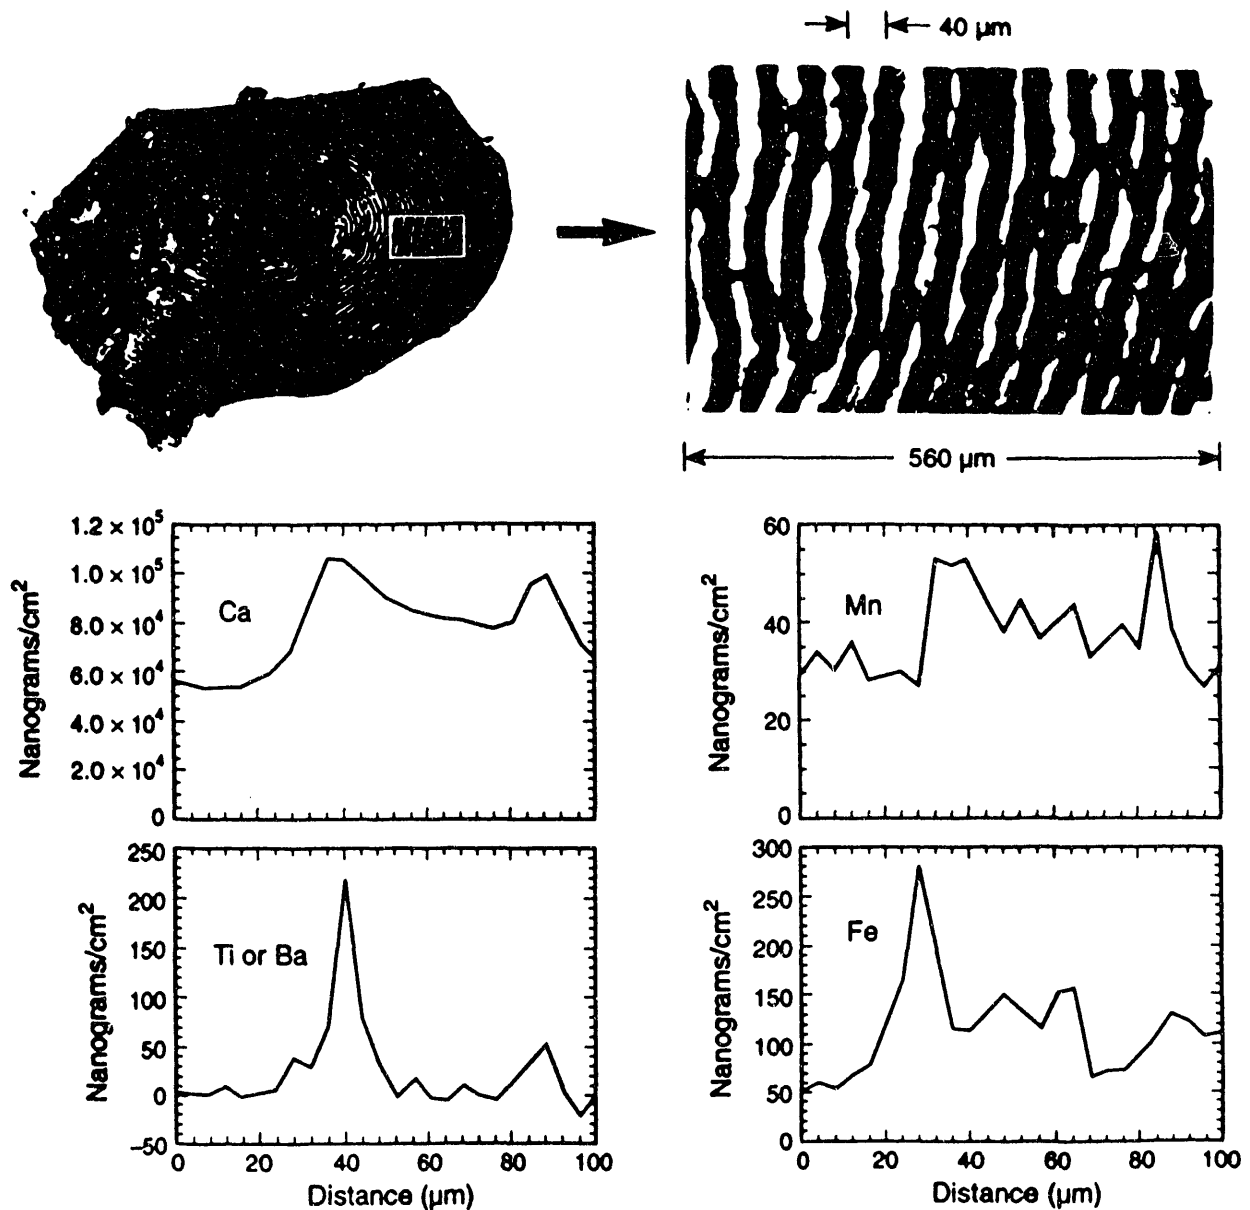 40 µm
560 µm
Nanograms/cm²
1.2 × 10⁵
1.0 × 10⁵
8.0 × 10⁴
6.0 × 10⁴
4.0 × 10⁴
2.0 × 10⁴
0
Ca
Nanograms/cm²
60
40
20
0
Mn
Nanograms/cm²
250
200
150
100
50
0
−50
Ti or Ba
0 20 40 60 80 100
Distance (µm)
Nanograms/cm²
300
250
200
150
100
50
0
Fe
0 20 40 60 80 100
Distance (µm)